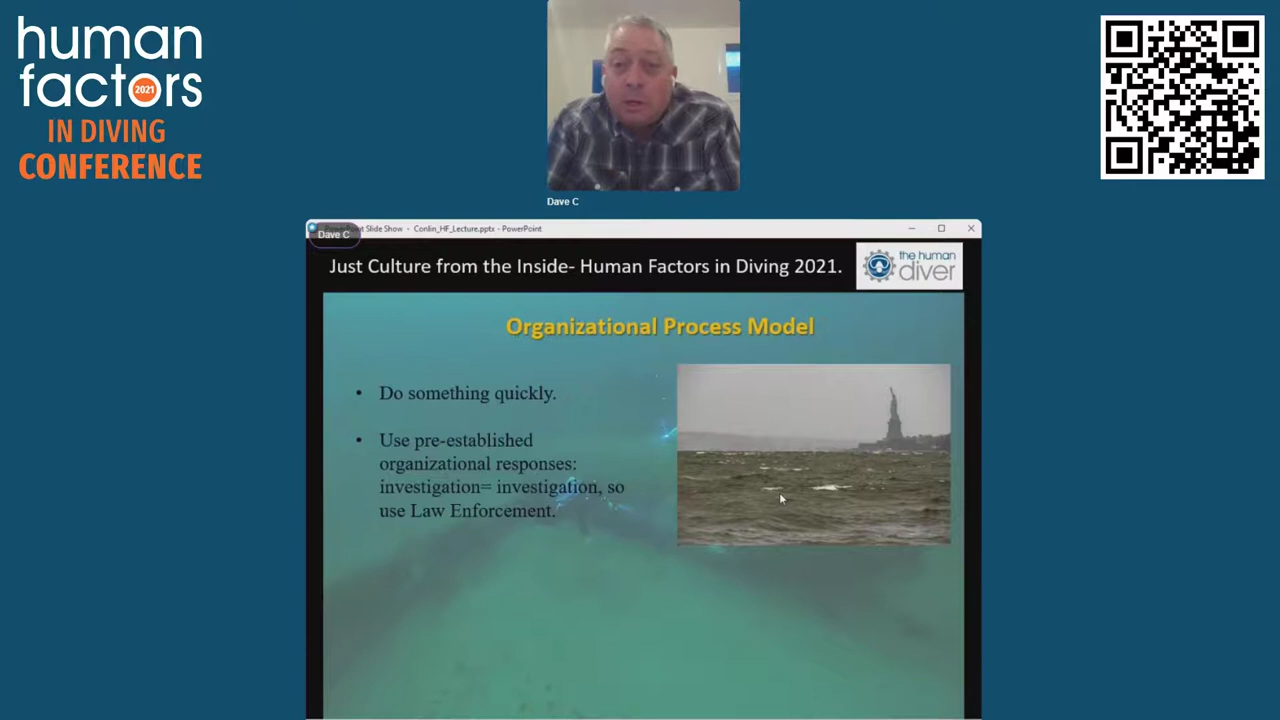 human
factors
2021
IN DIVING
CONFERENCE
Dave C
Dave C
Slide Show - Conlin_HF_Lecture.pptx - PowerPoint
Just Culture from the Inside- Human Factors in Diving 2021.
the human
diver
Organizational Process Model
• Do something quickly.
• Use pre-established
organizational responses:
investigation= investigation, so
use Law Enforcement.